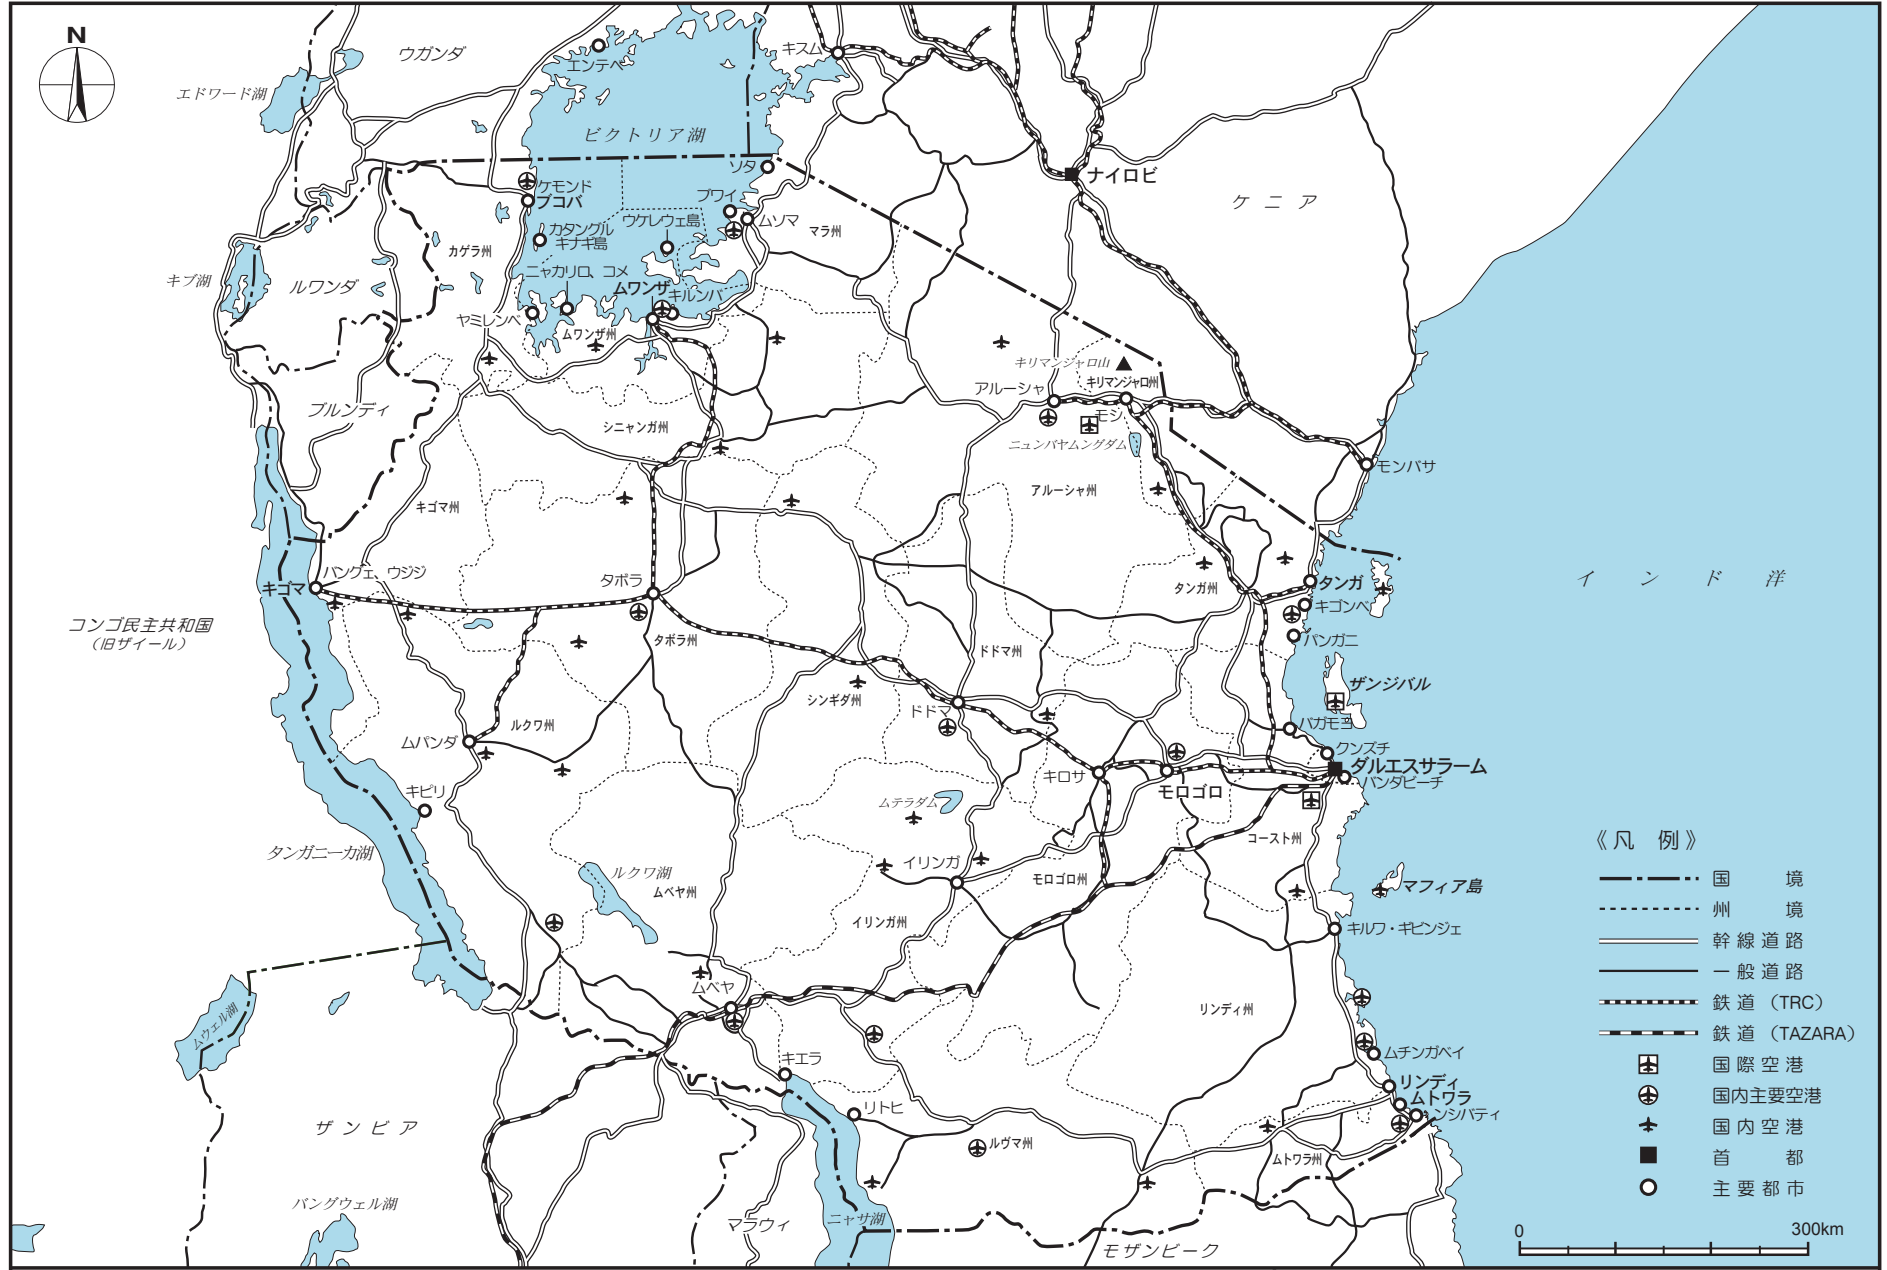 N
ウガンダ
エンテベ
キスム
エドワード湖
ビクトリア湖
ソタ
ナイロビ
ケモンド
ブコバ
ブワイ
ムソマ
ケニア
カタングル
キナギ島
ウケレウェ島
マラ州
カゲラ州
キブ湖
ルワンダ
ニャカリロ、コメ
ムワンザ
キルンバ
ヤミレンベ
ムワンザ州
キリマンジャロ山
キリマンジャロ州
アルーシャ
モシ
ブルンディ
シニャンガ州
ニュンバヤムングダム
モンバサ
アルーシャ州
キゴマ州
バングェ、ウジジ
キゴマ
タボラ
タンガ州
タンガ
キゴンベ
インド洋
コンゴ民主共和国
（旧ザイール）
タボラ州
ドドマ州
パンガニ
ザンジバル
シンギダ州
ドドマ
ルクワ州
ムパンダ
バガモヨ
クンズチ
ダルエスサラーム
バンダビーチ
キロサ
モロゴロ
キピリ
ムテラダム
コースト州
タンガニーカ湖
ルクワ湖
ムベヤ州
イリンガ
モロゴロ州
マフィア島
イリンガ州
キルワ・ギビンジェ
ムベヤ
リンディ州
ムウェル湖
キエラ
ムチンガベイ
リンディ
ムトワラ
ンシバティ
リトヒ
ザンビア
ルヴマ州
ムトワラ州
バングウェル湖
マラウィ
ニャサ湖
モザンビーク
《凡例》
国境
州境
幹線道路
一般道路
鉄道（TRC）
鉄道（TAZARA）
国際空港
国内主要空港
国内空港
首都
主要都市
0 300km